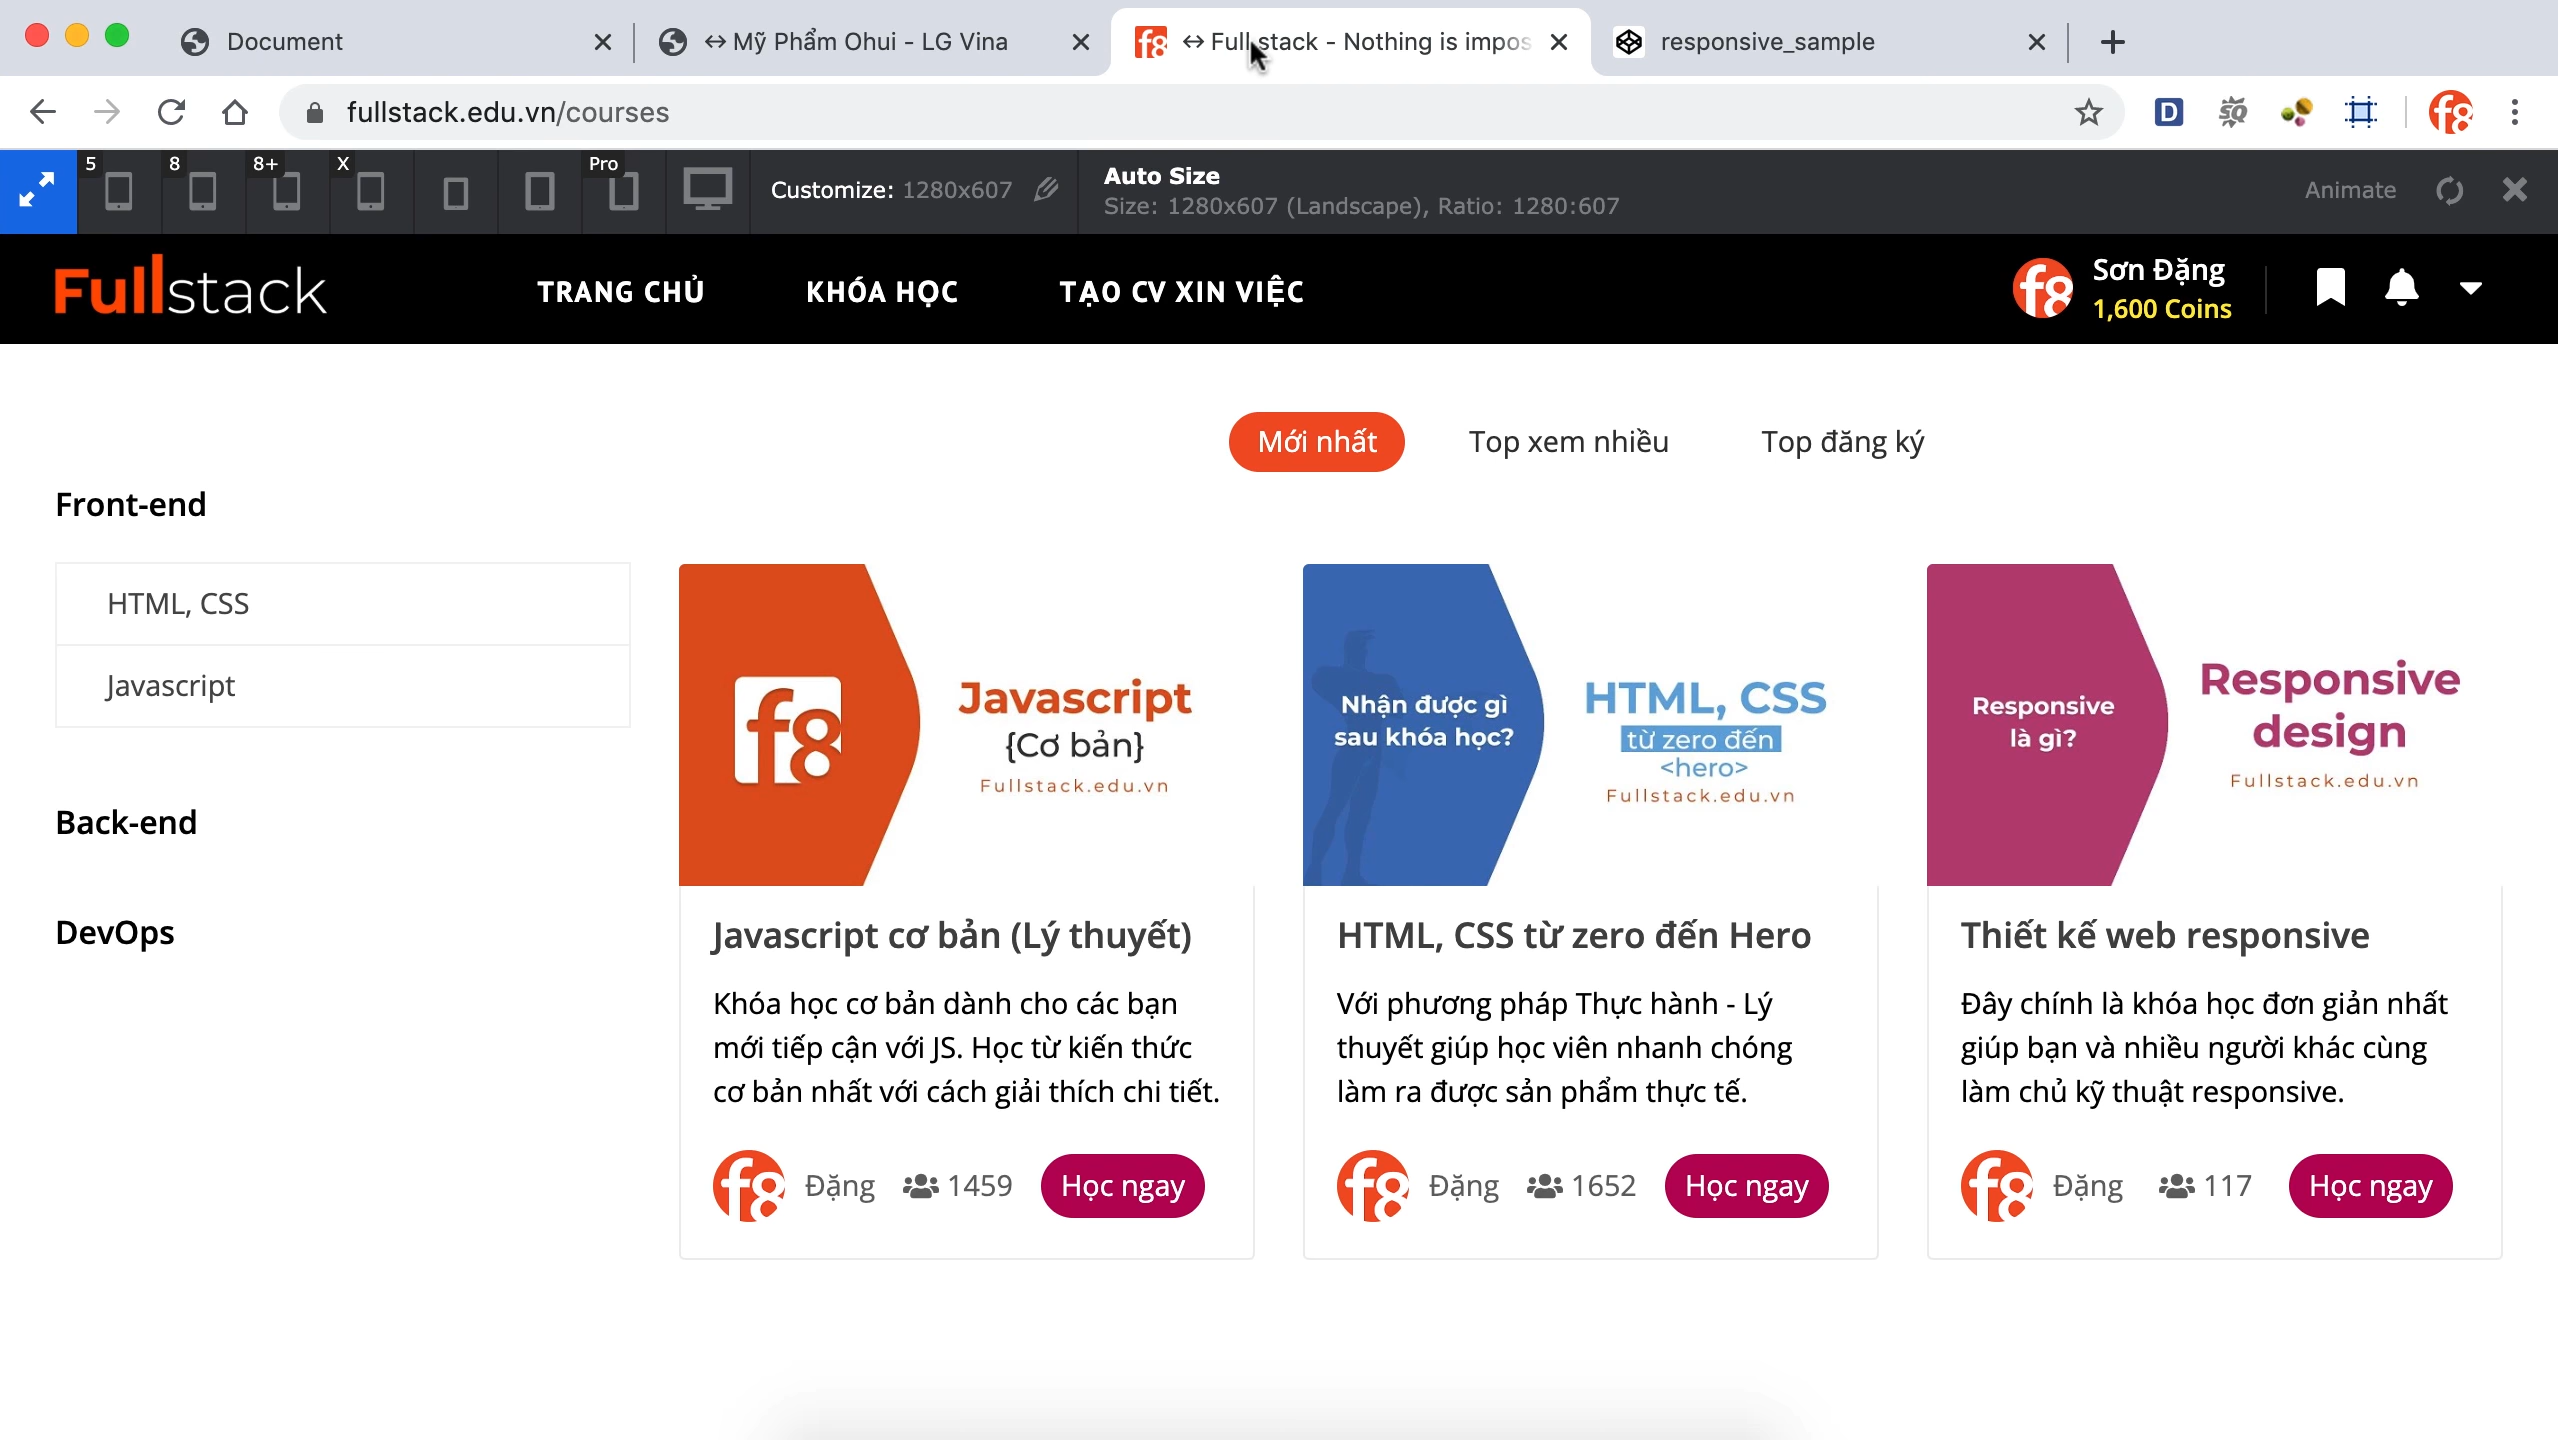 Document
↔ Mỹ Phẩm Ohui - LG Vina
↔ Full stack - Nothing is impos
responsive_sample
fullstack.edu.vn/courses
5
8
8+
X
Pro
Customize: 1280x607
Auto Size
Size: 1280x607 (Landscape), Ratio: 1280:607
Animate
Fullstack
TRANG CHỦ
KHÓA HỌC
TẠO CV XIN VIỆC
f8
Sơn Đặng
1,600 Coins
Mới nhất
Top xem nhiều
Top đăng ký
Front-end
HTML, CSS
Javascript
Back-end
DevOps
f8
Javascript
{Cơ bản}
Fullstack.edu.vn
Javascript cơ bản (Lý thuyết)
Khóa học cơ bản dành cho các bạn
mới tiếp cận với JS. Học từ kiến thức
cơ bản nhất với cách giải thích chi tiết.
f8 Đặng 1459 Học ngay
Nhận được gì
sau khóa học?
HTML, CSS
từ zero đến
<hero>
Fullstack.edu.vn
HTML, CSS từ zero đến Hero
Với phương pháp Thực hành - Lý
thuyết giúp học viên nhanh chóng
làm ra được sản phẩm thực tế.
f8 Đặng 1652 Học ngay
Responsive
là gì?
Responsive
design
Fullstack.edu.vn
Thiết kế web responsive
Đây chính là khóa học đơn giản nhất
giúp bạn và nhiều người khác cùng
làm chủ kỹ thuật responsive.
f8 Đặng 117 Học ngay